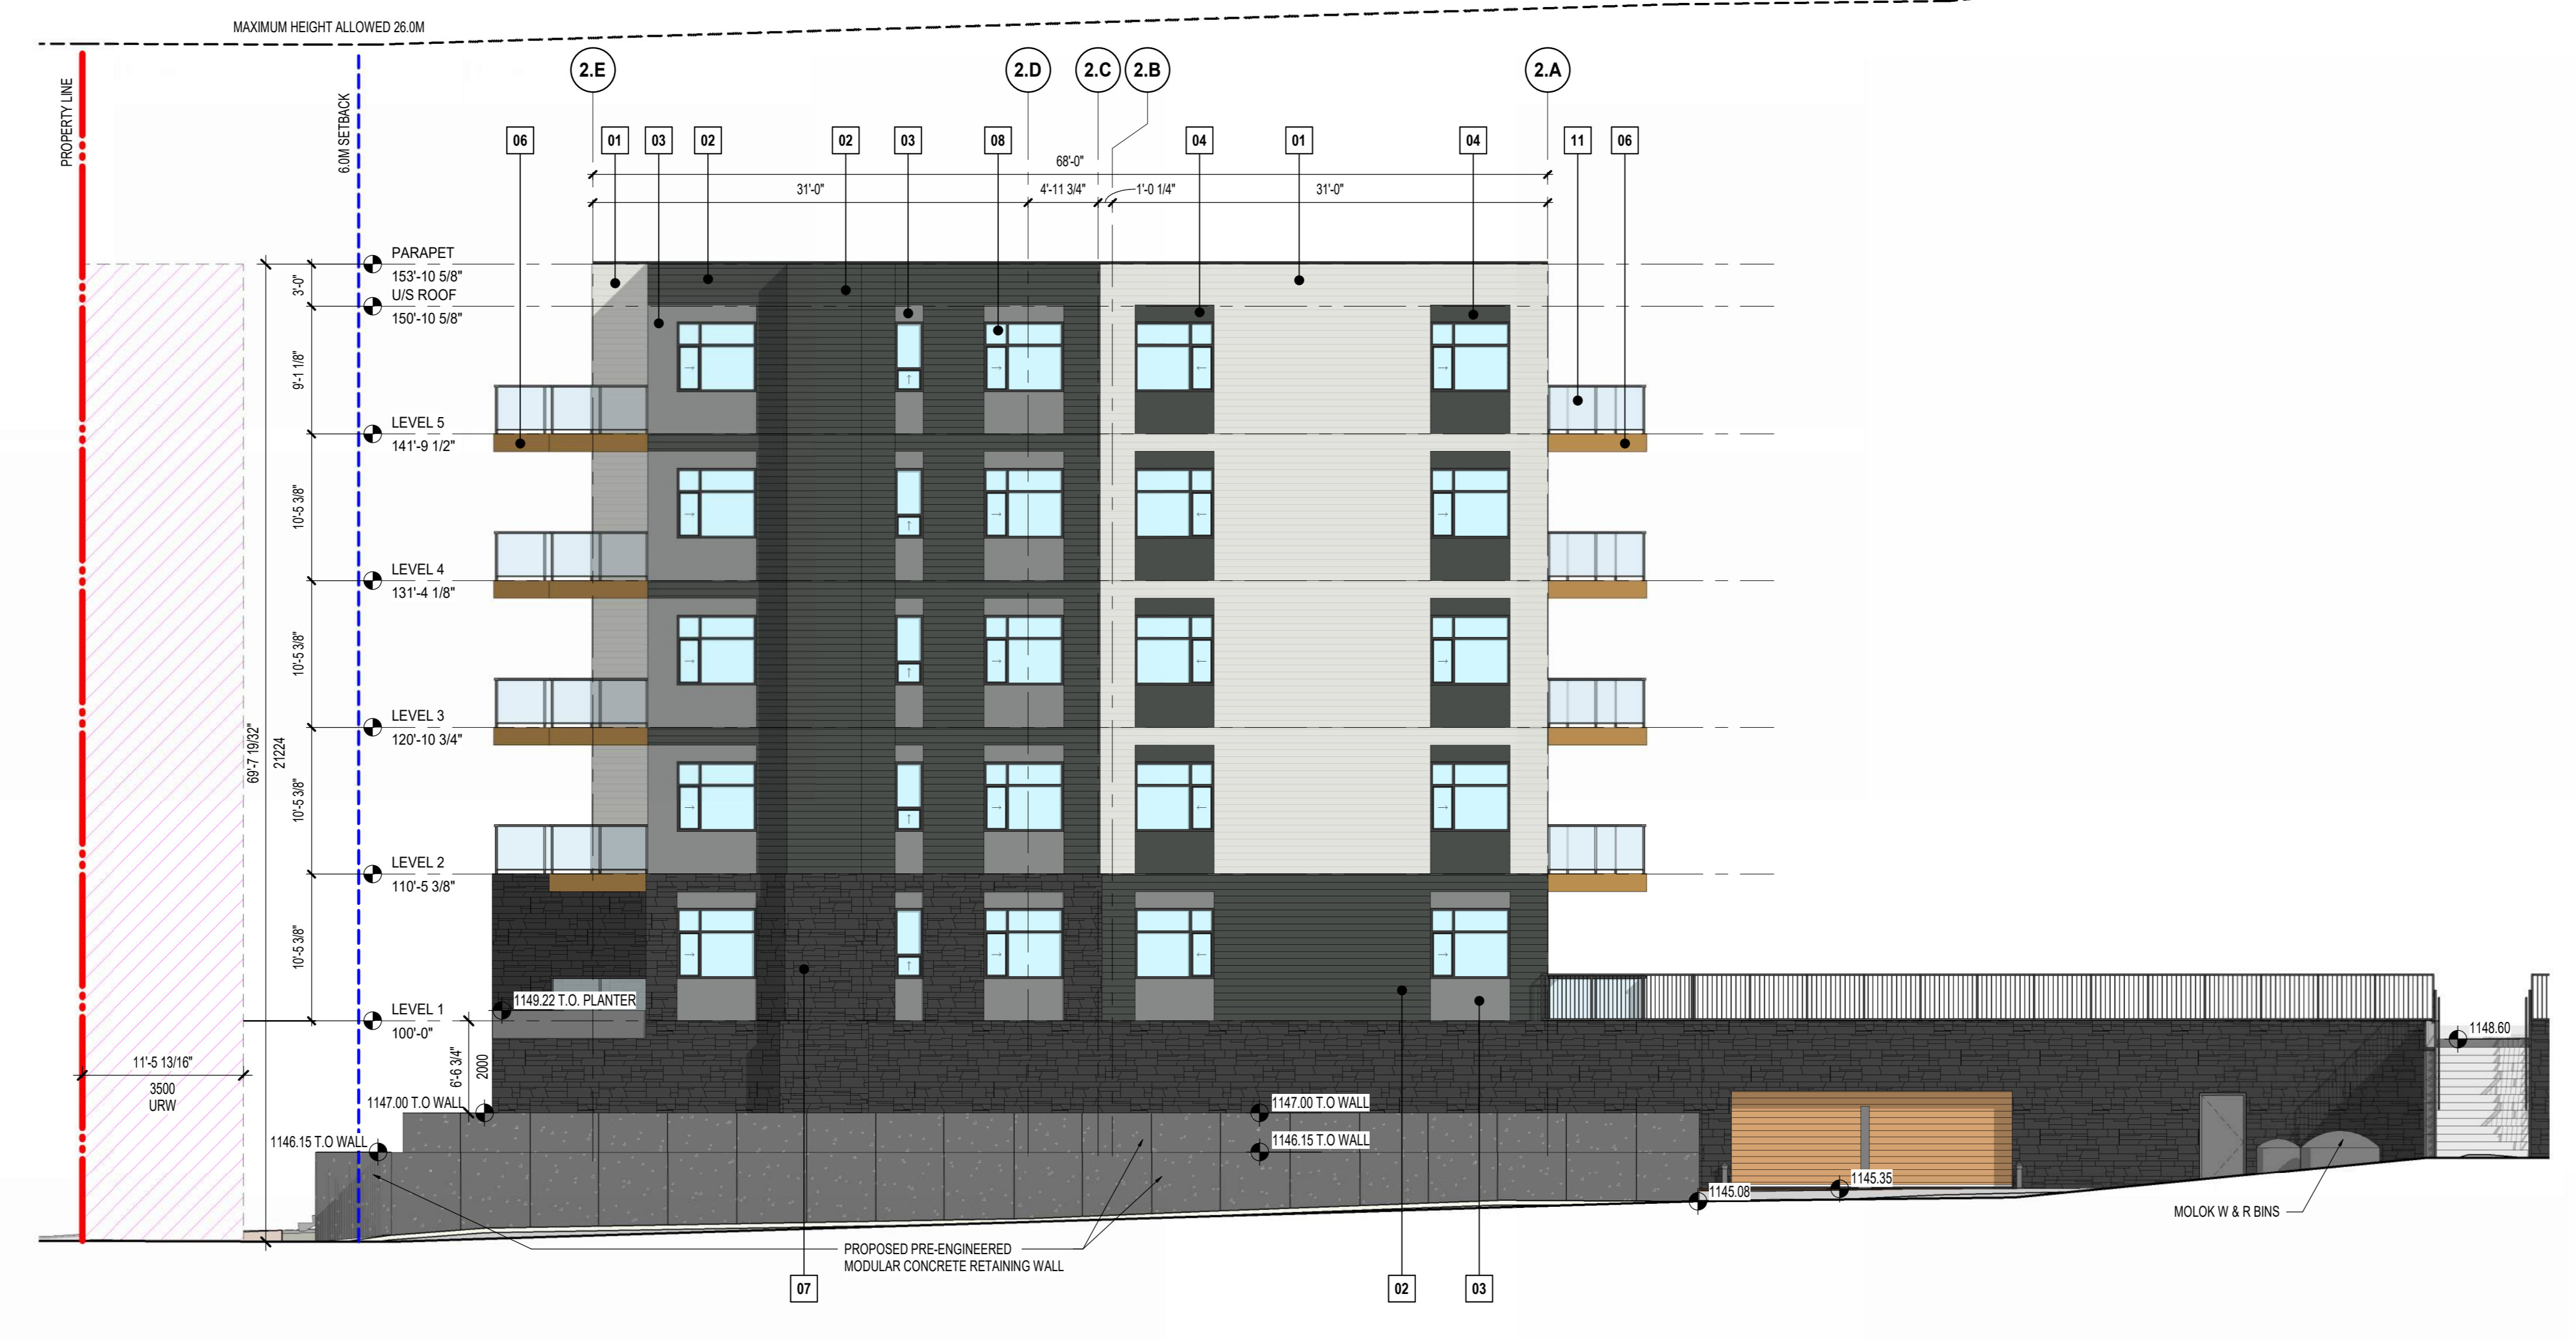 MAXIMUM HEIGHT ALLOWED 26.0M
PROPERTY LINE
6.0M SETBACK
2.E
2.D
2.C
2.B
2.A
06
01
03
02
02
03
08
04
01
04
11
06
68'-0"
31'-0"
4'-11 3/4"
1'-0 1/4"
31'-0"
PARAPET
153'-10 5/8"
U/S ROOF
150'-10 5/8"
LEVEL 5
141'-9 1/2"
LEVEL 4
131'-4 1/8"
LEVEL 3
120'-10 3/4"
LEVEL 2
110'-5 3/8"
LEVEL 1
100'-0"
3'-0"
9'-1 1/8"
10'-5 3/8"
10'-5 3/8"
10'-5 3/8"
10'-5 3/8"
69'-7 19/32"
21224
6'-6 3/4"
2000
11'-5 13/16"
3500
URW
1149.22 T.O. PLANTER
1147.00 T.O WALL
1146.15 T.O WALL
1147.00 T.O WALL
1146.15 T.O WALL
1148.60
1145.08
1145.35
MOLOK W & R BINS
PROPOSED PRE-ENGINEERED
MODULAR CONCRETE RETAINING WALL
07
02
03